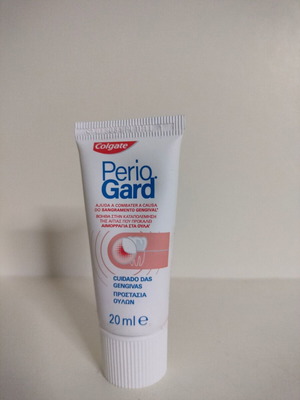 Colgate
Perio
Gard
AJUDA A COMBATER A CAUSA
DO SANGRAMENTO GENGIVAL*
ΒΟΗΘΑ ΣΤΗΝ ΚΑΤΑΠΟΛΕΜΗΣΗ
ΤΗΣ ΑΙΤΙΑΣ ΠΟΥ ΠΡΟΚΑΛΕΙ
ΑΙΜΟΡΡΑΓΙΑ ΣΤΑ ΟΥΛΑ*
CUIDADO DAS
GENGIVAS
ΠΡΟΣΤΑΣΙΑ
ΟΥΛΩΝ
20 ml e